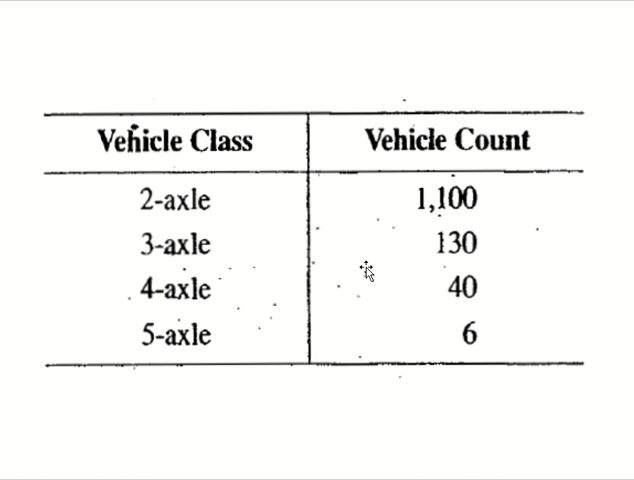 Vehicle Class Vehicle Count
2-axle 1,100
3-axle 130
4-axle 40
5-axle 6